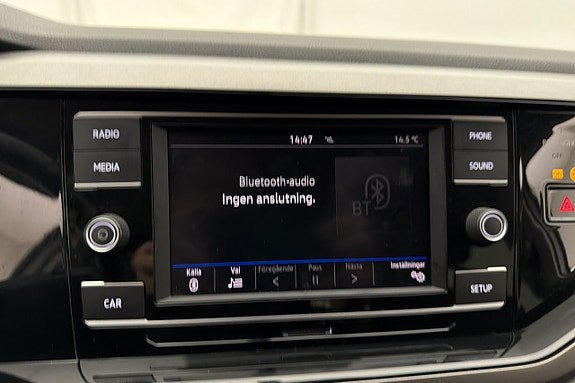 RADIO
MEDIA
CAR
14:47
14.5 °C
Bluetooth-audio
Ingen anslutning.
BT
Källa
Val
Föregående
Paus
Nästa
Inställningar
PHONE
SOUND
SETUP
OFF